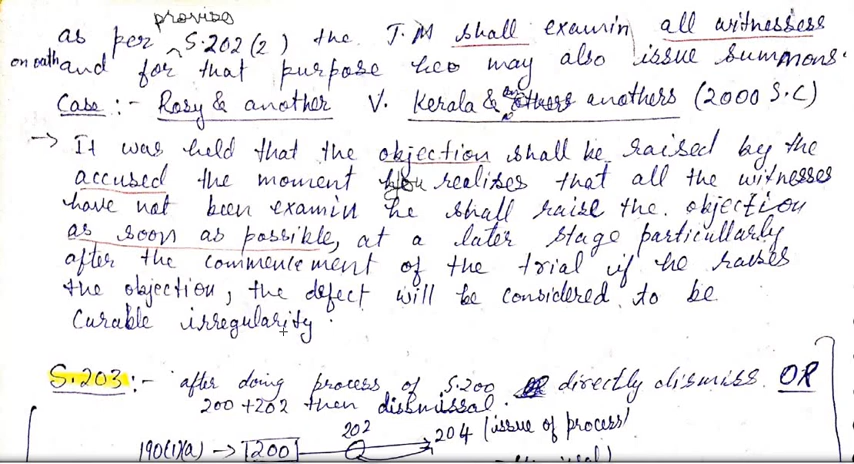 proviso
as per ^ S.202(2) the J.M shall examin all witnessess
on oath and for that purpose he may also issue summons.
Case :- Rosy & another V. Kerala & anothers (2000 S.C)
→ It was held that the objection shall be raised by the
accused the moment he realizes that all the witnesses
have not been examin he shall raise the objection
as soon as possible, at a later stage particullarly
after the commencement of the trial if he raises
the objection, the defect will be considered to be
Curable irregularity.
S.203 :- after doing process of S.200 directly dismiss OR
200 + 202 then dismissal.
202
190(1)(a) → 200 204 (issue of process)